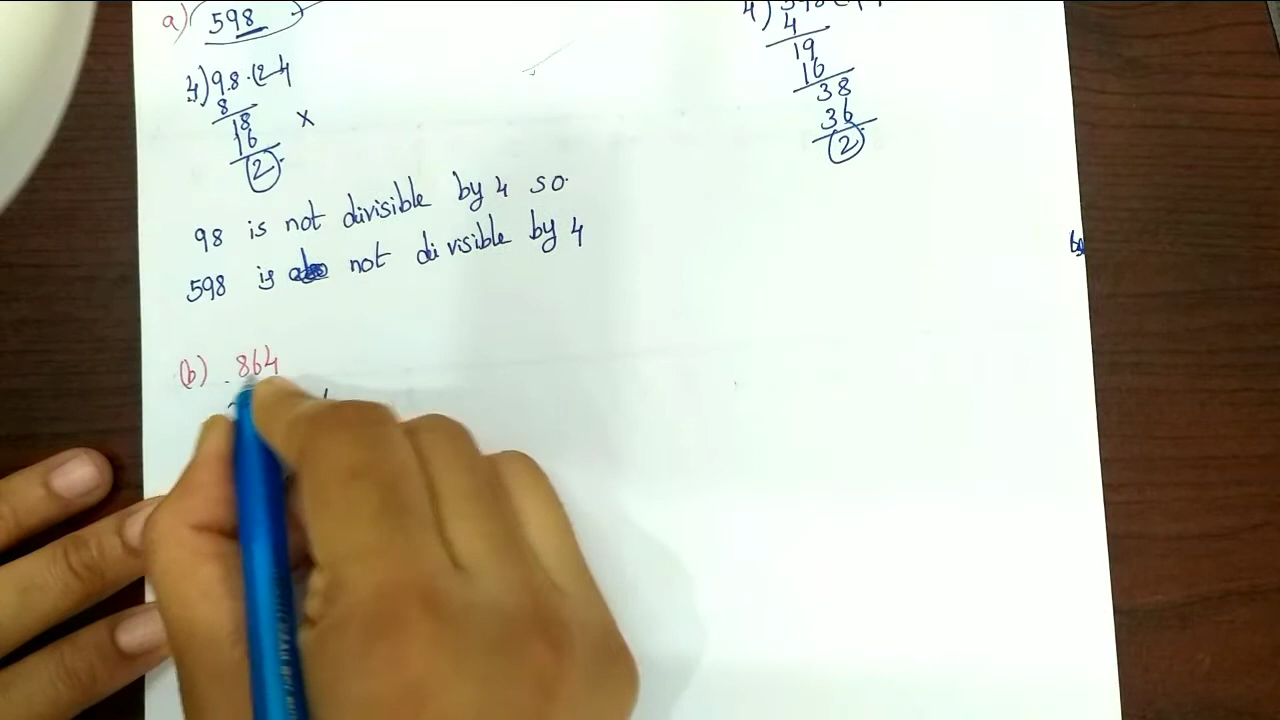 a) 598
4) 98 (24
8
18
16
2
x
98 is not divisible by 4 so
598 is not divisible by 4
(b) 864
4
19
16
38
36
2